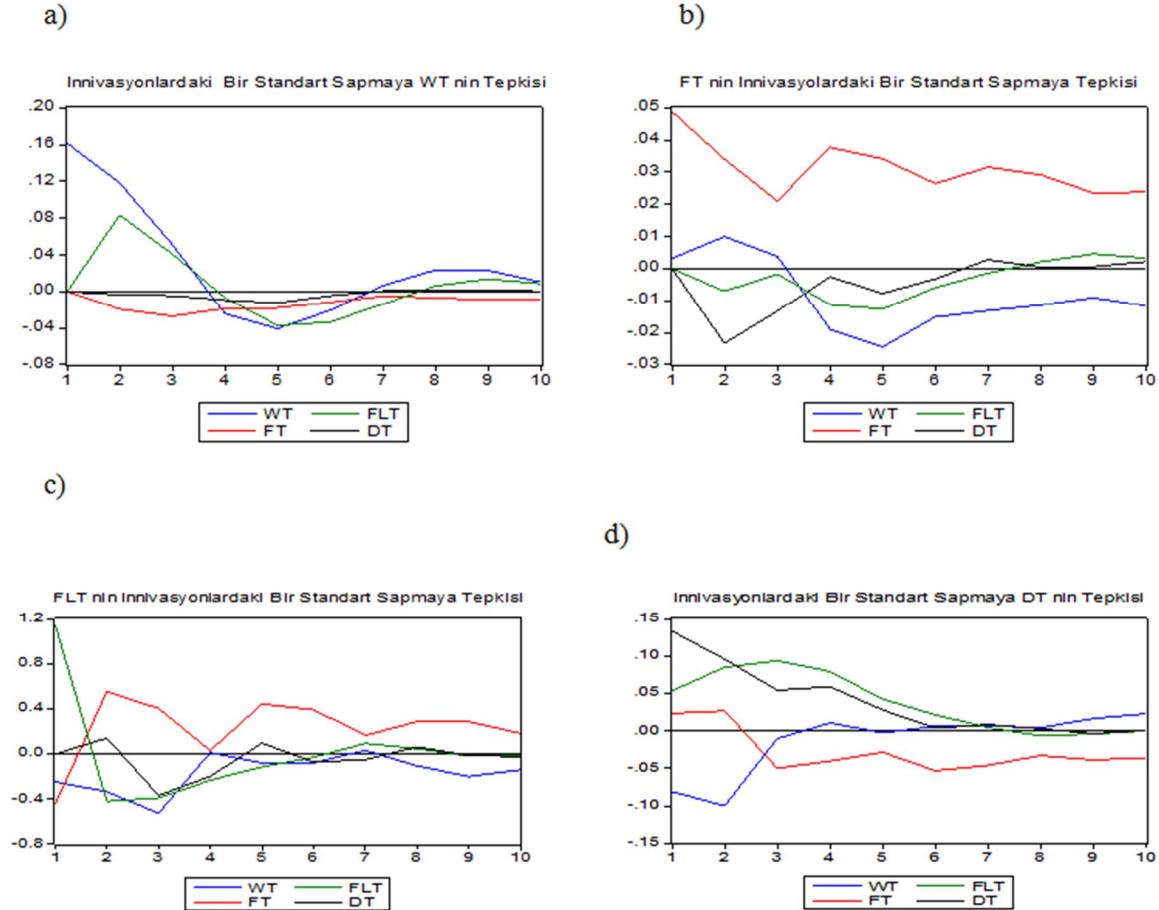 a)
Innivasyonlardaki Bir Standart Sapmaya WT nin Tepkisi
.20
.16
.12
.08
.04
.00
-.04
-.08
1 2 3 4 5 6 7 8 9 10
WT FLT
FT DT
b)
FT nin Innivasyolardaki Bir Standart Sapmaya Tepkisi
.05
.04
.03
.02
.01
.00
-.01
-.02
-.03
1 2 3 4 5 6 7 8 9 10
WT FLT
FT DT
c)
FLT nin Innivasyonlardaki Bir Standart Sapmaya Tepkisi
1.2
0.8
0.4
0.0
-0.4
-0.8
1 2 3 4 5 6 7 8 9 10
WT FLT
FT DT
d)
Innivasyonlardaki Bir Standart Sapmaya DT nin Tepkisi
.15
.10
.05
.00
-.05
-.10
-.15
1 2 3 4 5 6 7 8 9 10
WT FLT
FT DT